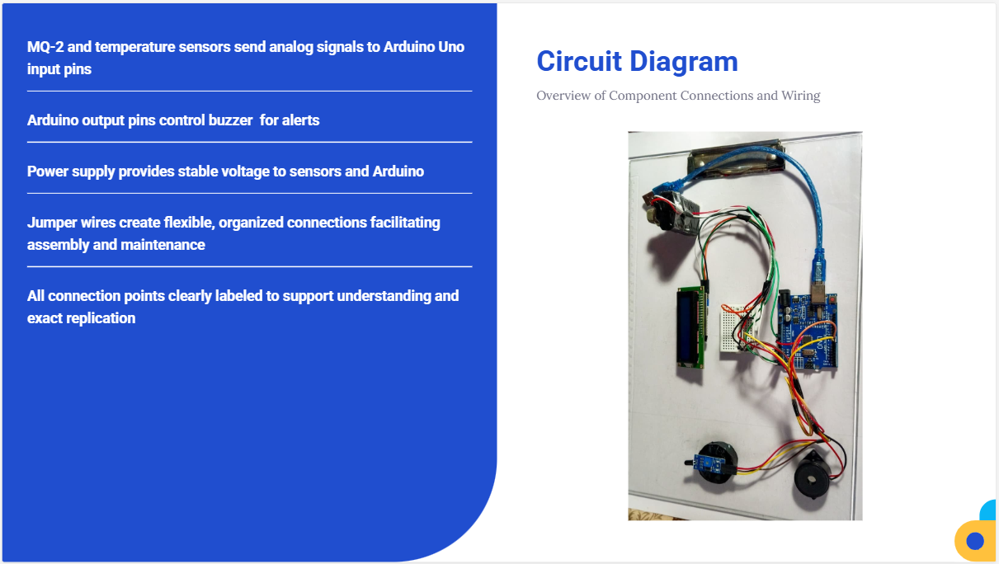 MQ-2 and temperature sensors send analog signals to Arduino Uno
input pins
Arduino output pins control buzzer  for alerts
Power supply provides stable voltage to sensors and Arduino
Jumper wires create flexible, organized connections facilitating
assembly and maintenance
All connection points clearly labeled to support understanding and
exact replication
Circuit Diagram
Overview of Component Connections and Wiring
UNO